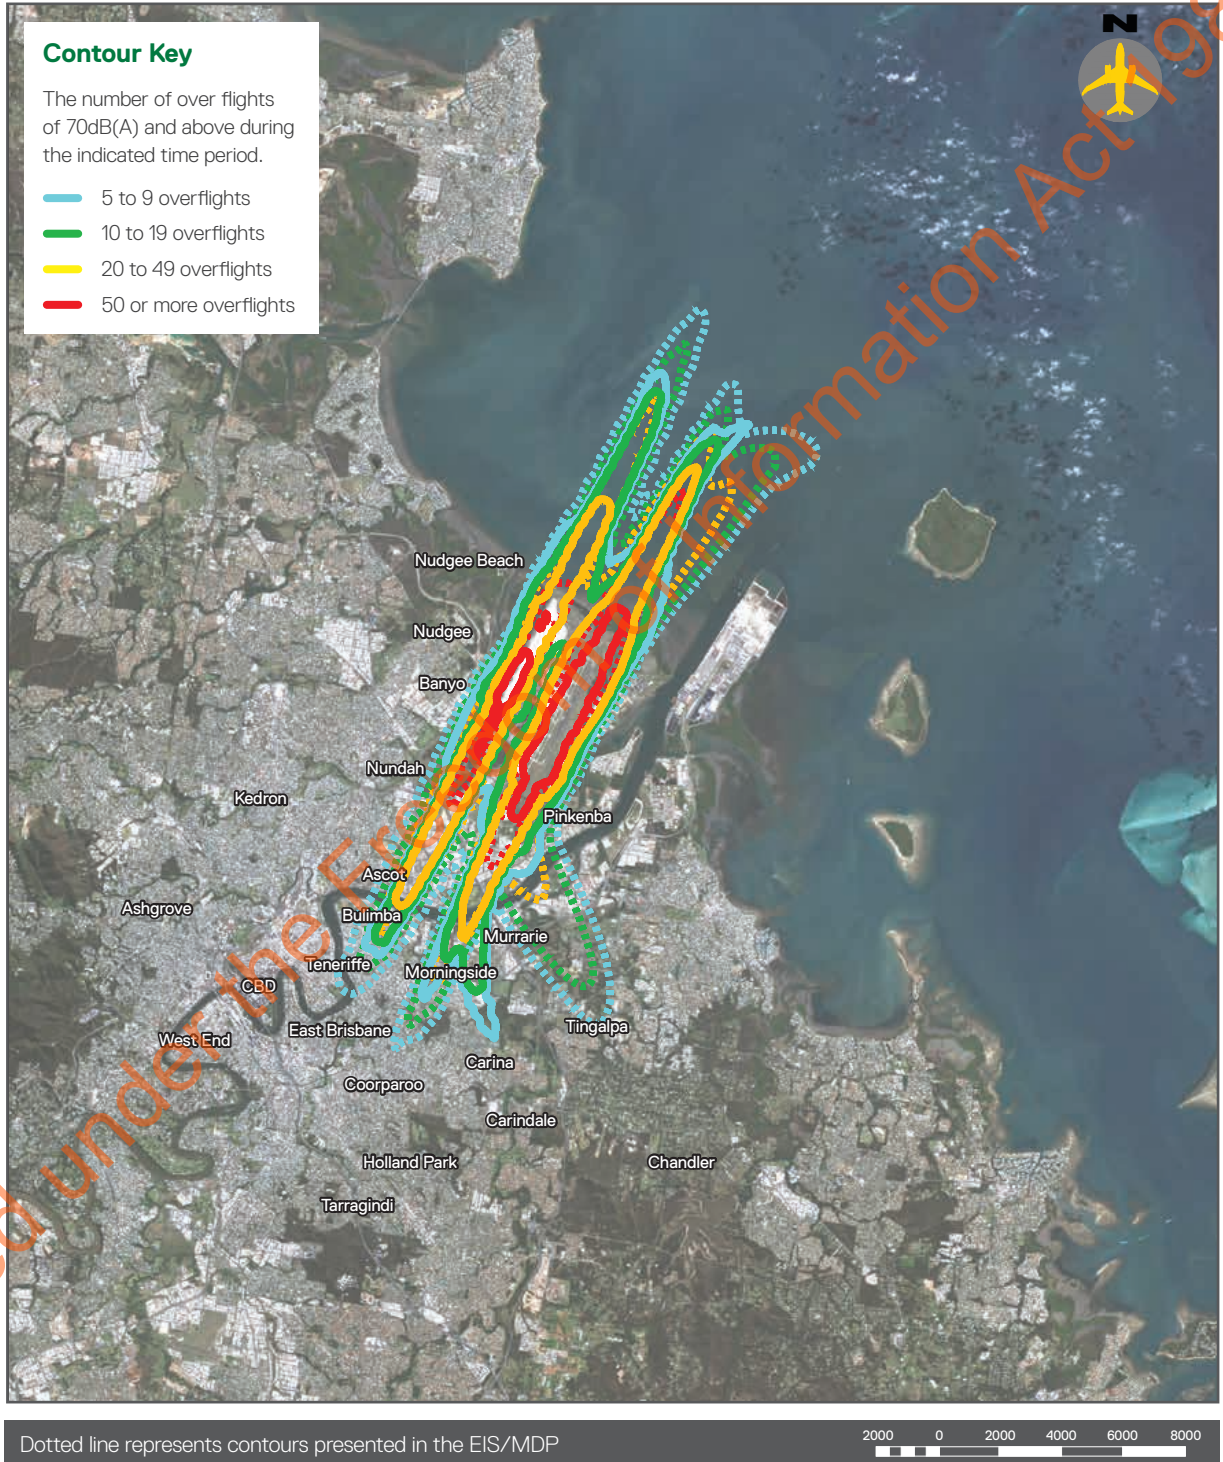 Contour Key
The number of over flights
of 70dB(A) and above during
the indicated time period.
5 to 9 overflights
10 to 19 overflights
20 to 49 overflights
50 or more overflights
N
Nudgee Beach
Nudgee
Banyo
Nundah
Kedron
Pinkenba
Ascot
Ashgrove
Bulimba
Murrarie
Teneriffe
Morningside
CBD
Tingalpa
East Brisbane
West End
Carina
Coorparoo
Carindale
Holland Park
Chandler
Tarragindi
under the Freedom of Information Act 198
Dotted line represents contours presented in the EIS/MDP
2000 0 2000 4000 6000 8000